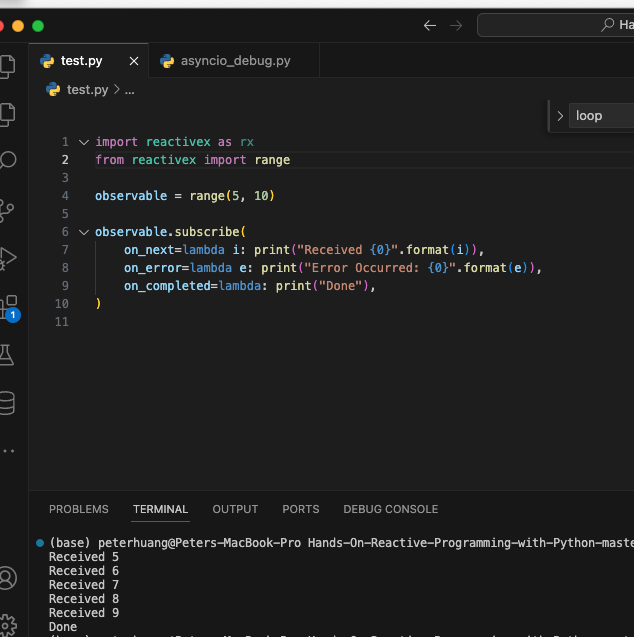 Ha
test.py
asyncio_debug.py
test.py > ...
loop
1 import reactivex as rx
2 from reactivex import range
3
4 observable = range(5, 10)
5
6 observable.subscribe(
7 on_next=lambda i: print("Received {0}".format(i)),
8 on_error=lambda e: print("Error Occurred: {0}".format(e)),
9 on_completed=lambda: print("Done"),
10 )
11
1
PROBLEMS TERMINAL OUTPUT PORTS DEBUG CONSOLE
(base) peterhuang@Peters-MacBook-Pro Hands-On-Reactive-Programming-with-Python-maste
Received 5
Received 6
Received 7
Received 8
Received 9
Done